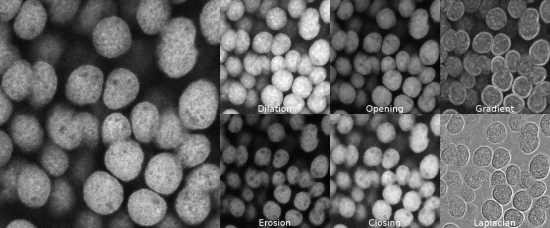 Dilation
Opening
Gradient
Erosion
Closing
Laplacian